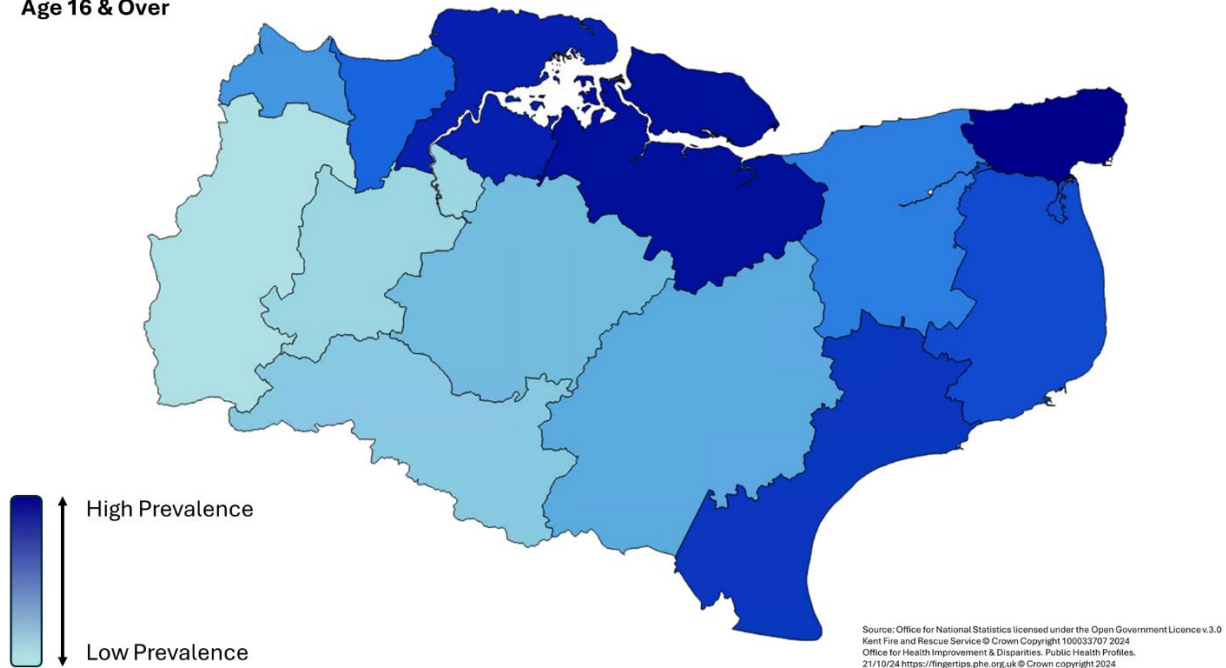 Age 16 & Over
High Prevalence
Low Prevalence
Source: Office for National Statistics licensed under the Open Government Licence v.3.0
Kent Fire and Rescue Service © Crown Copyright 100033707 2024
Office for Health Improvement & Disparities. Public Health Profiles.
21/10/24 https://fingertips.phe.org.uk © Crown copyright 2024